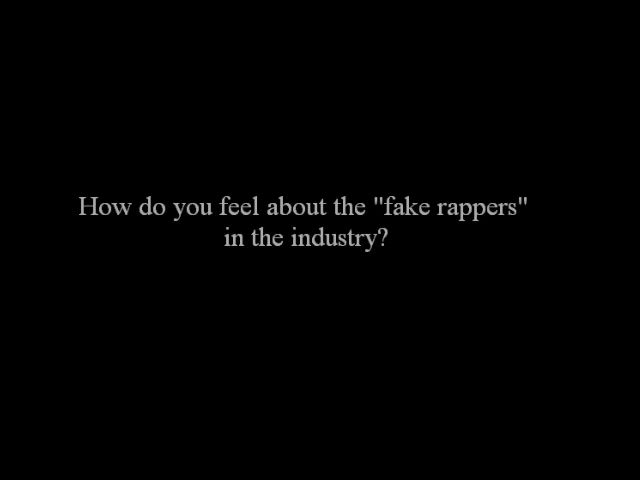 How do you feel about the "fake rappers"
in the industry?